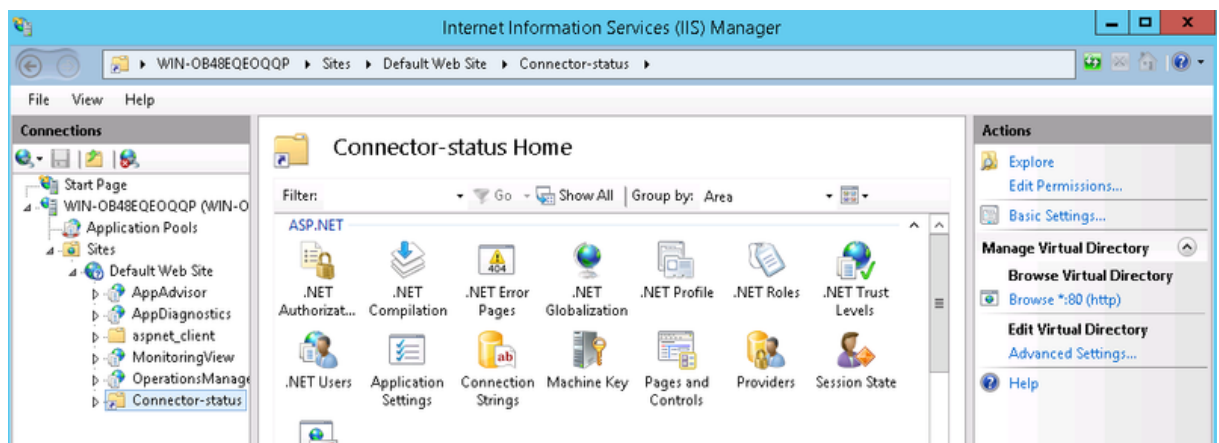 Internet Information Services (IIS) Manager
WIN-OB48EQEOQQP Sites Default Web Site Connector-status
File View Help
Connections
Start Page
WIN-OB48EQEOQQP (WIN-O
Application Pools
Sites
Default Web Site
AppAdvisor
AppDiagnostics
aspnet_client
MonitoringView
OperationsManage
Connector-status
Connector-status Home
Filter: Go Show All Group by: Area
ASP.NET
.NET Authorizat...
.NET Compilation
404
.NET Error Pages
.NET Globalization
.NET Profile
.NET Roles
.NET Trust Levels
.NET Users
Application Settings
ab
Connection Strings
Machine Key
Pages and Controls
Providers
Session State
Actions
Explore
Edit Permissions...
Basic Settings...
Manage Virtual Directory
Browse Virtual Directory
Browse *:80 (http)
Edit Virtual Directory
Advanced Settings...
Help